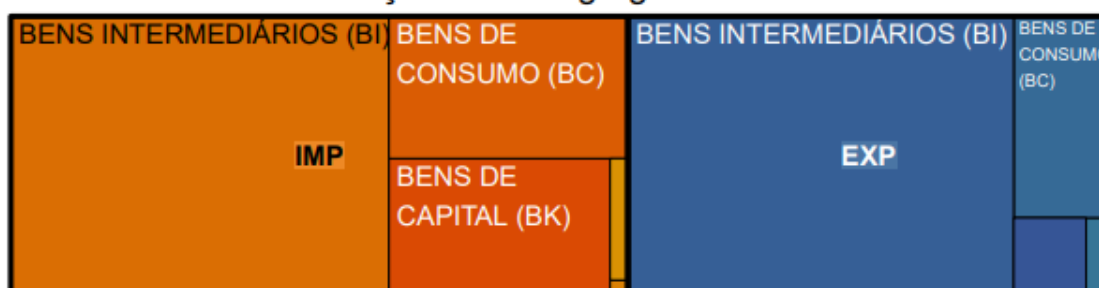 BENS INTERMEDIÁRIOS (BI)
BENS DE
CONSUMO (BC)
IMP
BENS DE
CAPITAL (BK)
BENS INTERMEDIÁRIOS (BI)
EXP
BENS DE
CONSUMO
(BC)